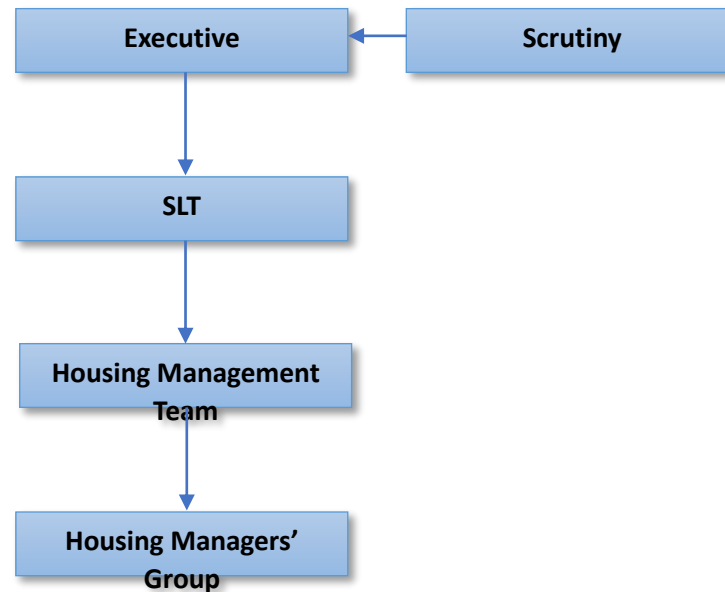 Executive
Scrutiny
SLT
Housing Management
Team
Housing Managers’
Group